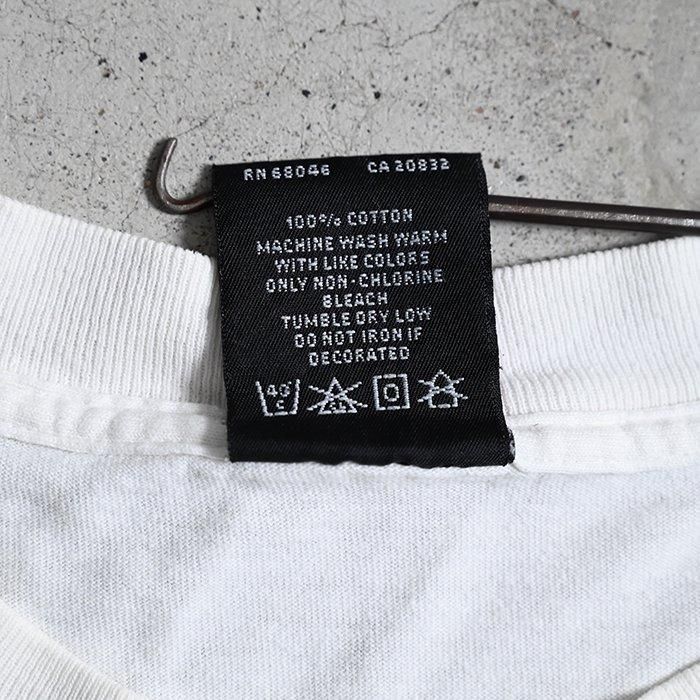 RN 68046 CA 20832
100% COTTON
MACHINE WASH WARM
WITH LIKE COLORS
ONLY NON-CHLORINE
BLEACH
TUMBLE DRY LOW
DO NOT IRON IF
DECORATED
40°
C
CL